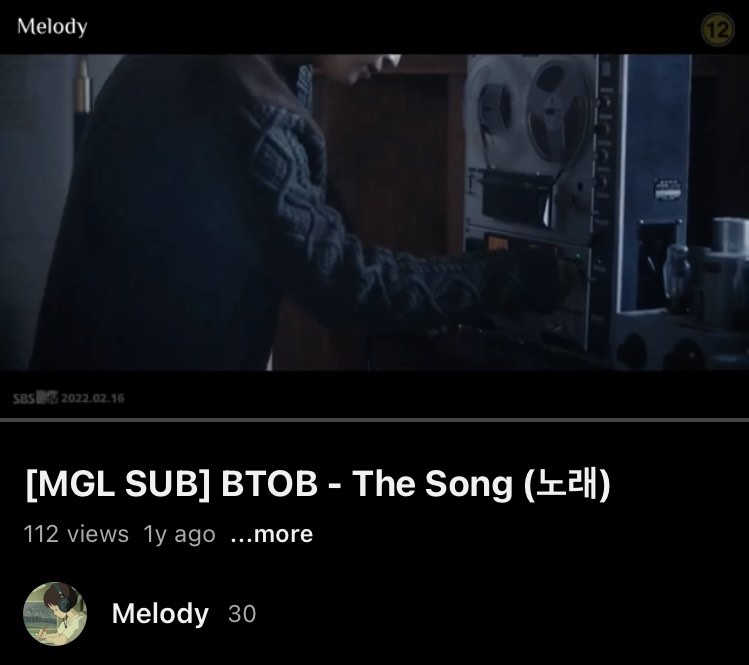 Melody
12
SBS MTV 2022.02.16
[MGL SUB] BTOB - The Song (노래)
112 views 1y ago ...more
Melody 30